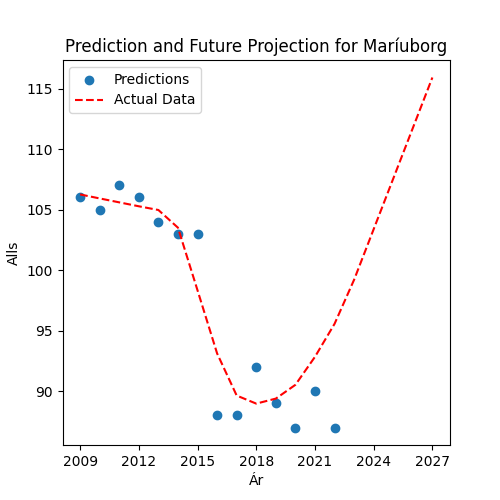 Prediction and Future Projection for Maríuborg
Predictions
Actual Data
115
110
105
100
95
90
Alls
2009 2012 2015 2018 2021 2024 2027
Ár